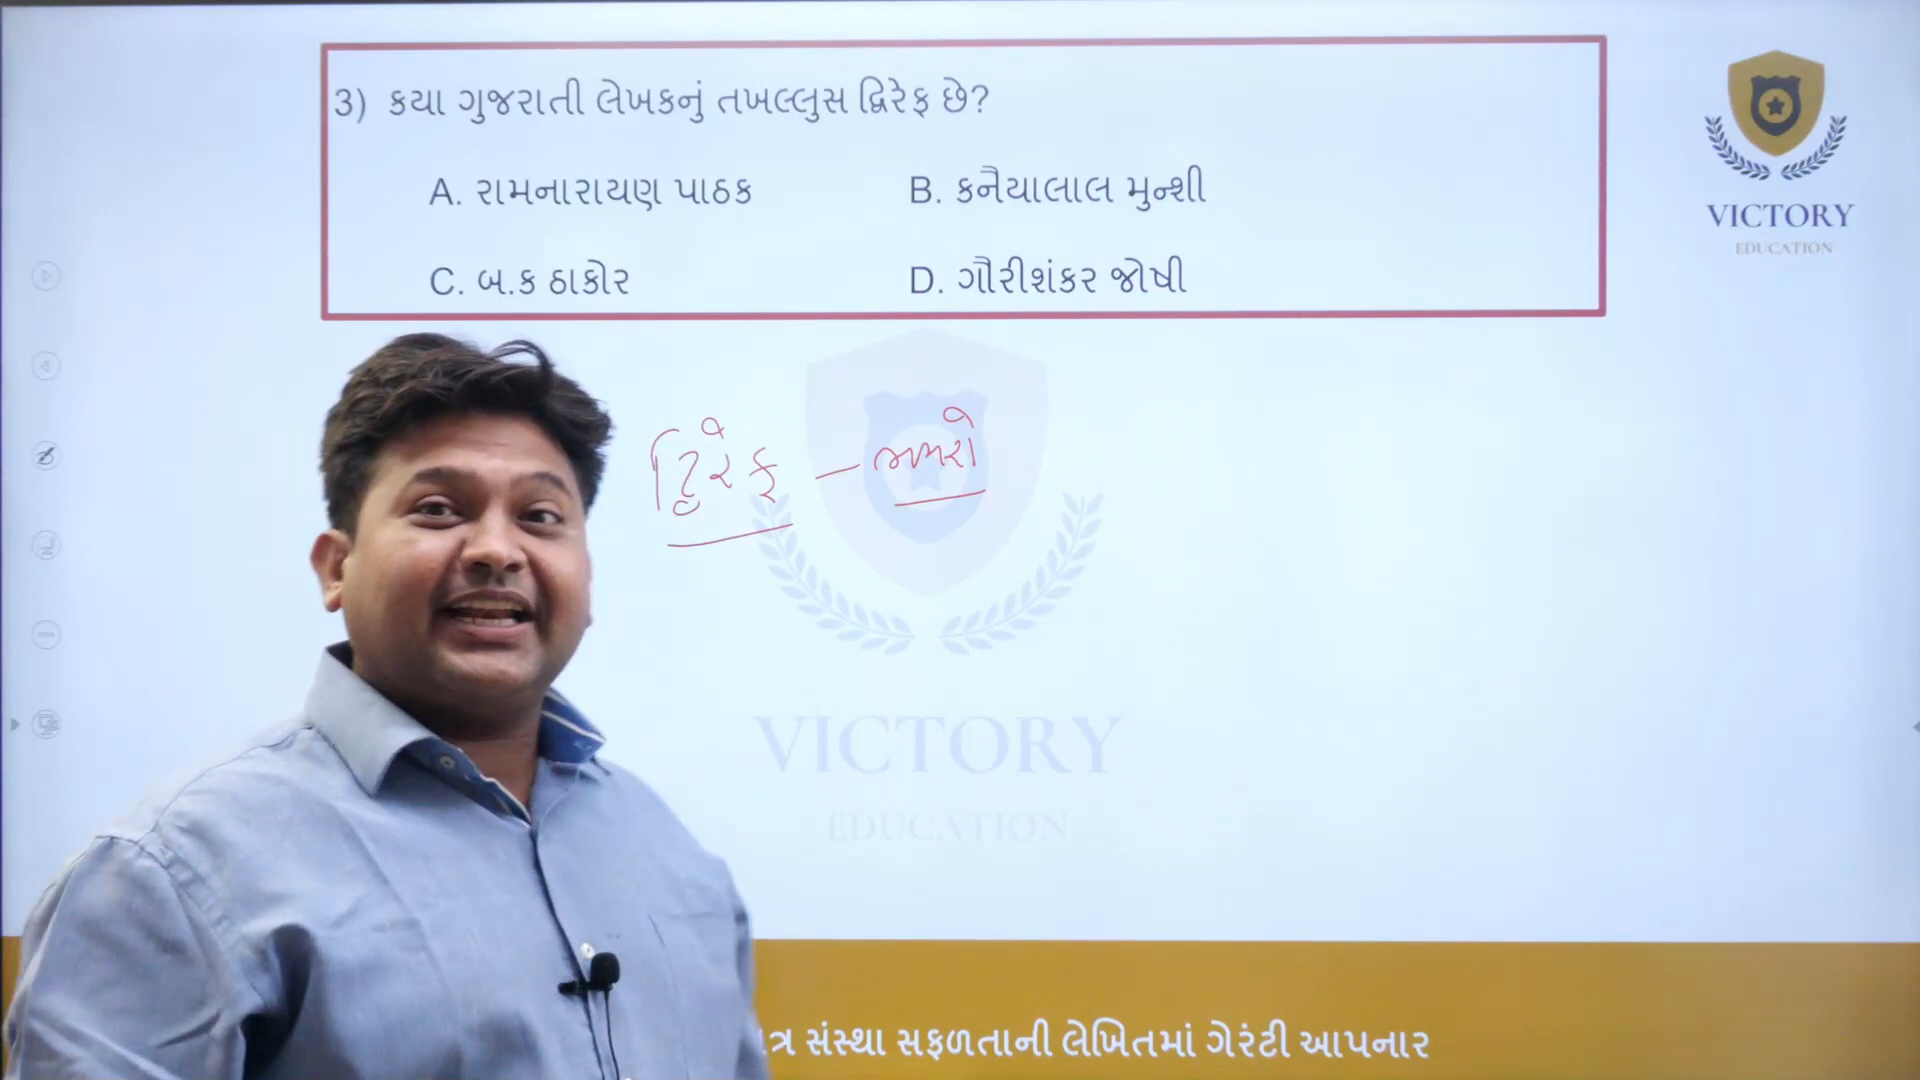 3) કયા ગુજરાતી લેખકનું તખલ્લુસ દ્વિરેફ છે?
A. રામનારાયણ પાઠક
B. કનૈયાલાલ મુન્શી
C. બ.ક ઠાકોર
D. ગૌરીશંકર જોષી
VICTORY
EDUCATION
દ્વિરેફ – ભમરો
VICTORY
EDUCATION
સંસ્થા સફળતાની લેખિતમાં ગેરંટી આપનાર